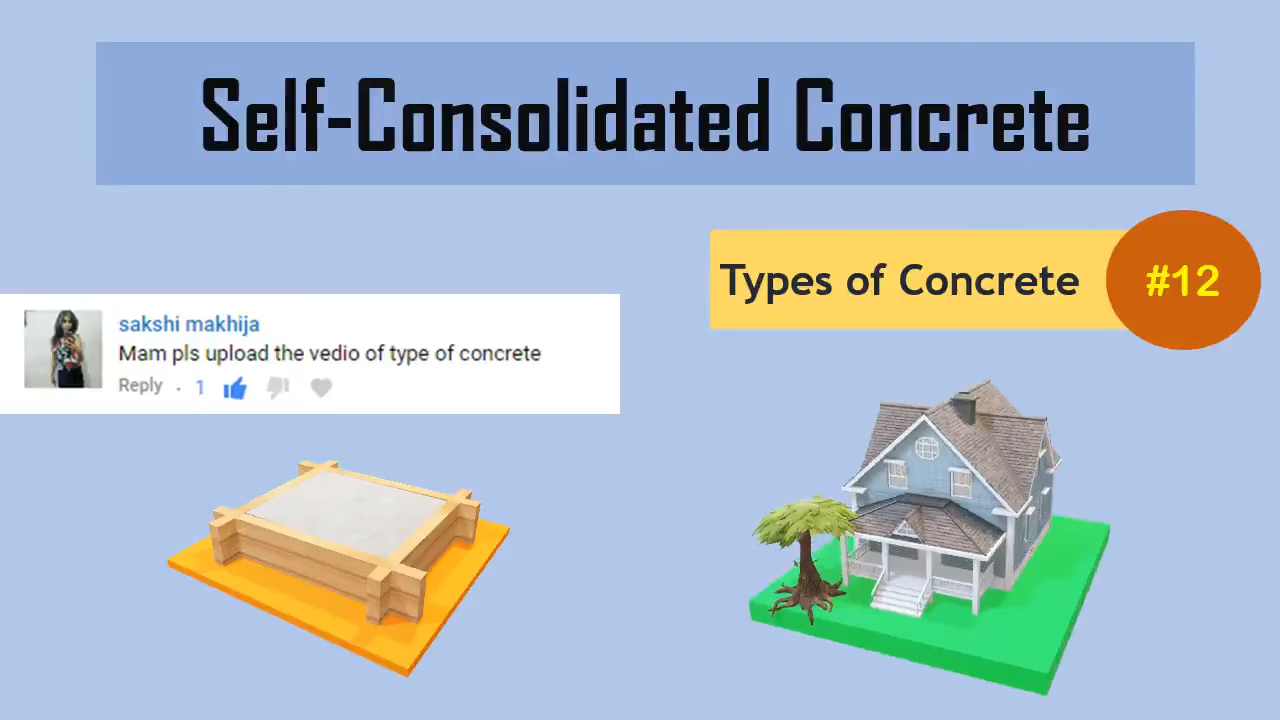 Self-Consolidated Concrete
Types of Concrete #12
sakshi makhija
Mam pls upload the vedio of type of concrete
Reply · 1